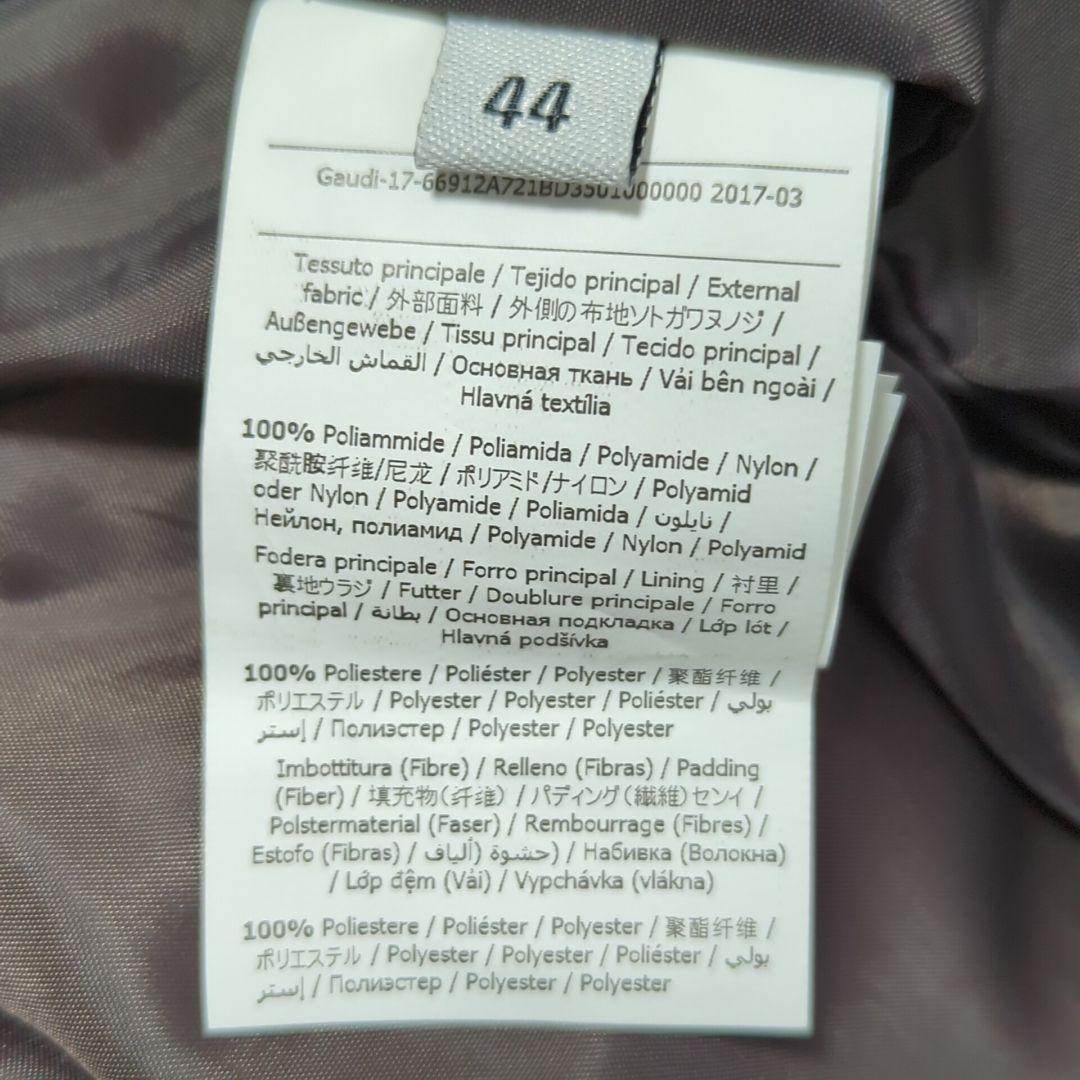 44
Gaudi-17-66912A721BD3501000000 2017-03
Tessuto principale / Tejido principal / External
fabric / 外部面料 / 外側の布地ソトガワヌノジ /
Außengewebe / Tissu principal / Tecido principal /
القماش الخارجي / Основная ткань / Vải bên ngoài /
Hlavná textília
100% Poliammide / Poliamida / Polyamide / Nylon /
聚酰胺纤维/尼龙 / ポリアミド/ナイロン / Polyamid
oder Nylon / Polyamide / Poliamida / نايلون /
Нейлон, полиамид / Polyamide / Nylon / Polyamid
Fodera principale / Forro principal / Lining / 衬里 /
裏地ウラジ / Futter / Doublure principale / Forro
principal / بطانة / Основная подкладка / Lớp lót /
Hlavná podšívka
100% Poliestere / Poliéster / Polyester / 聚酯纤维 /
ポリエステル / Polyester / Polyester / Poliéster / بولي
إستر / Полиэстер / Polyester / Polyester
Imbottitura (Fibre) / Relleno (Fibras) / Padding
(Fiber) / 填充物(纤维) / パディング(繊維)センイ /
Polstermaterial (Faser) / Rembourrage (Fibres) /
Estofo (Fibras) / حشوة (ألياف) / Набивка (Волокна)
/ Lớp đệm (Vải) / Vypchávka (vlákna)
100% Poliestere / Poliéster / Polyester / 聚酯纤维 /
ポリエステル / Polyester / Polyester / Poliéster / بولي
إستر / Полиэстер / Polyester / Polyester